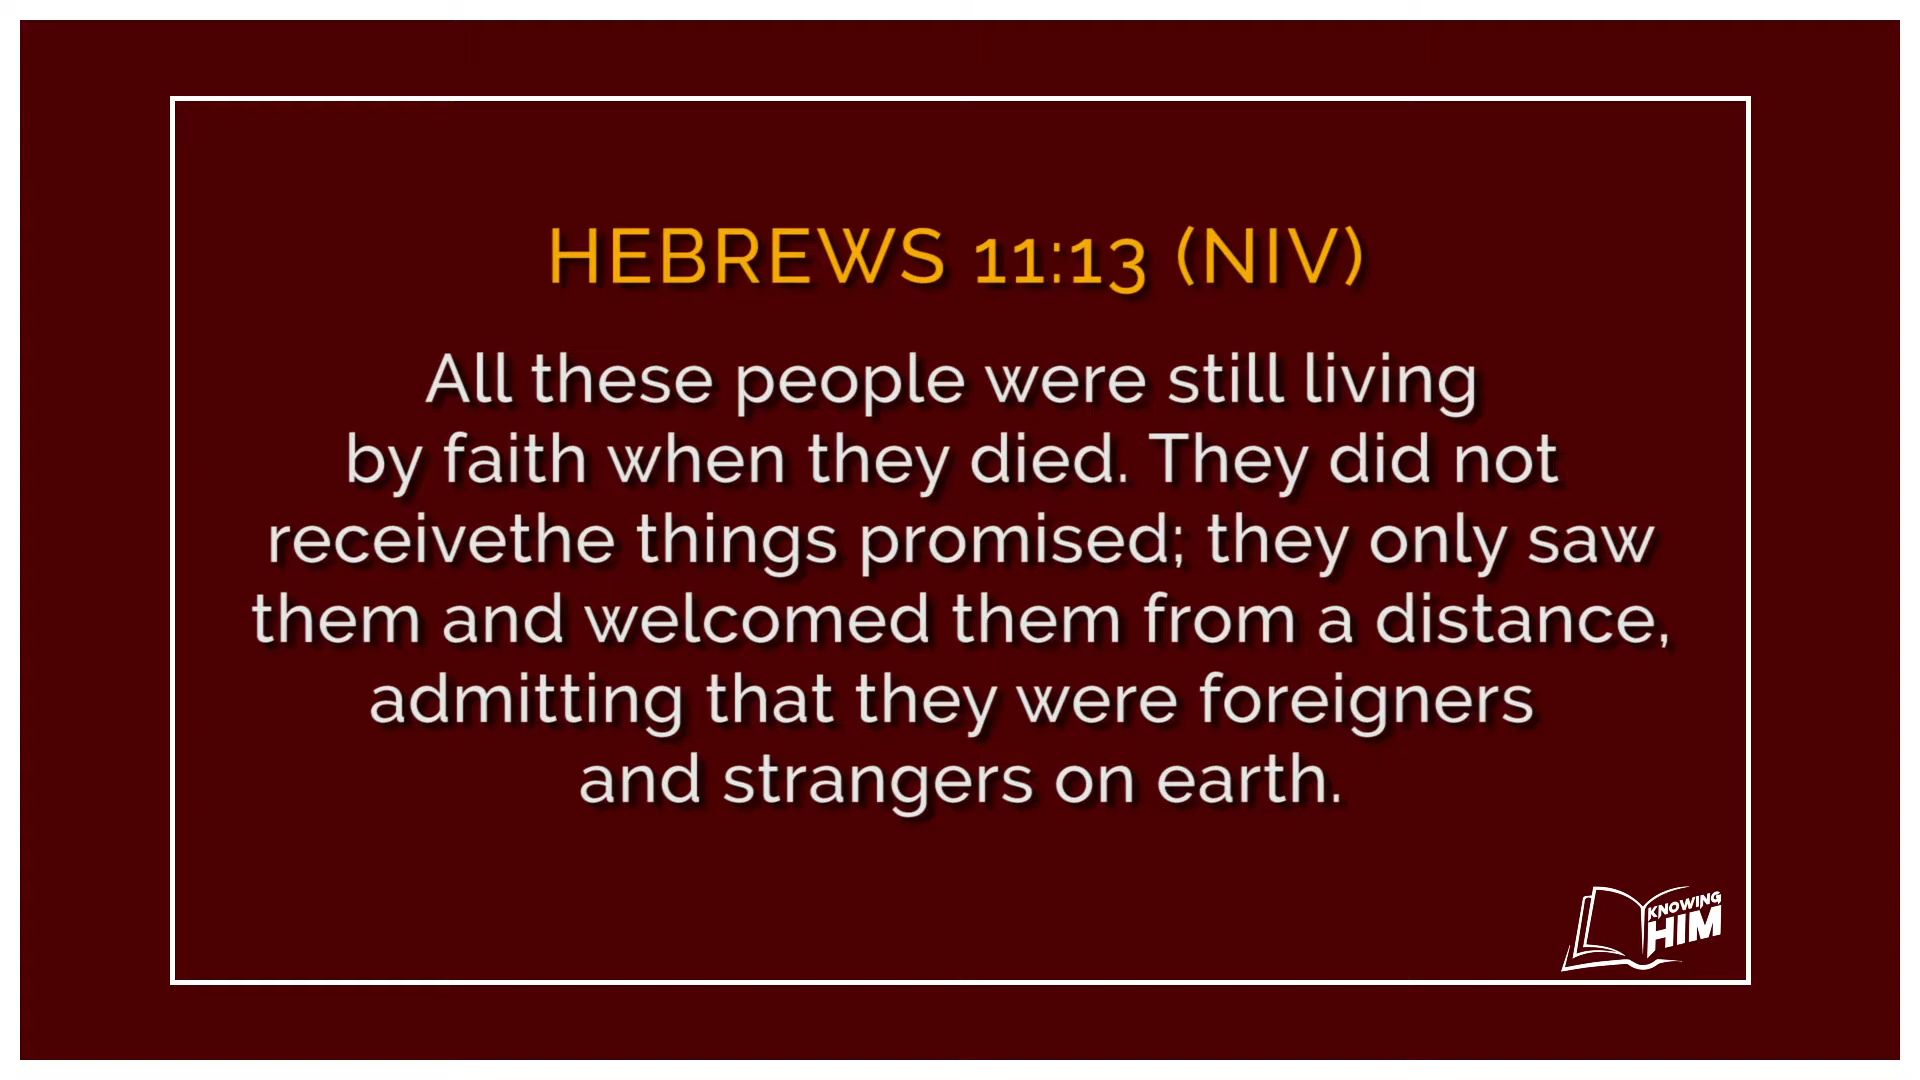 HEBREWS 11:13 (NIV)
All these people were still living
by faith when they died. They did not
receivethe things promised; they only saw
them and welcomed them from a distance,
admitting that they were foreigners
and strangers on earth.
KNOWING
HIM